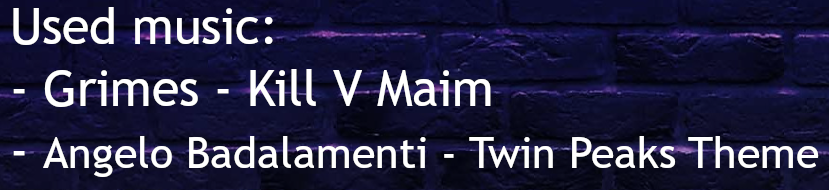 Used music:
- Grimes - Kill V Maim
- Angelo Badalamenti - Twin Peaks Theme